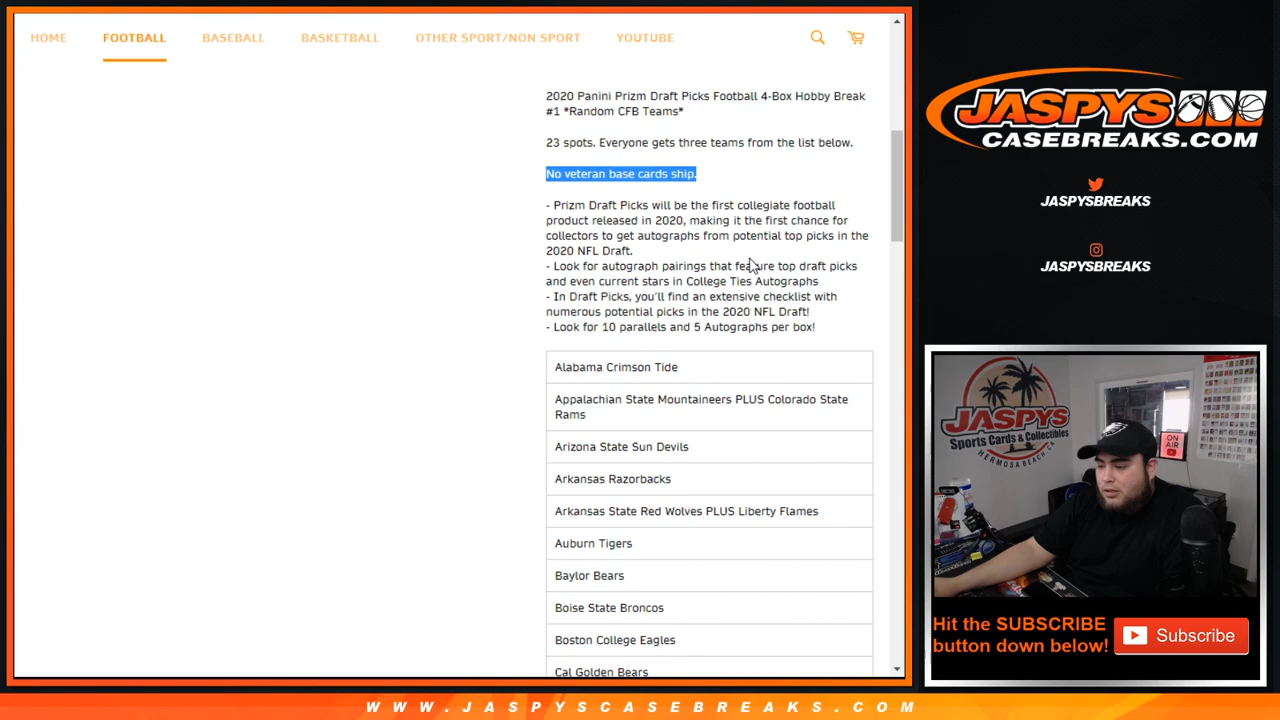 HOME FOOTBALL BASEBALL BASKETBALL OTHER SPORT/NON SPORT YOUTUBE
2020 Panini Prizm Draft Picks Football 4-Box Hobby Break
#1 *Random CFB Teams*
23 spots. Everyone gets three teams from the list below.
No veteran base cards ship.
- Prizm Draft Picks will be the first collegiate football
product released in 2020, making it the first chance for
collectors to get autographs from potential top picks in the
2020 NFL Draft.
- Look for autograph pairings that feature top draft picks
and even current stars in College Ties Autographs
- In Draft Picks, you'll find an extensive checklist with
numerous potential picks in the 2020 NFL Draft!
- Look for 10 parallels and 5 Autographs per box!
Alabama Crimson Tide
Appalachian State Mountaineers PLUS Colorado State
Rams
Arizona State Sun Devils
Arkansas Razorbacks
Arkansas State Red Wolves PLUS Liberty Flames
Auburn Tigers
Baylor Bears
Boise State Broncos
Boston College Eagles
Cal Golden Bears
JASPYS
CASEBREAKS.COM
JASPYSBREAKS
JASPYSBREAKS
JASPYS
Sports Cards & Collectibles
HERMOSA BEACH, CA
ON
AIR
Hit the SUBSCRIBE
button down below!
Subscribe
WWW.JASPYSCASEBREAKS.COM